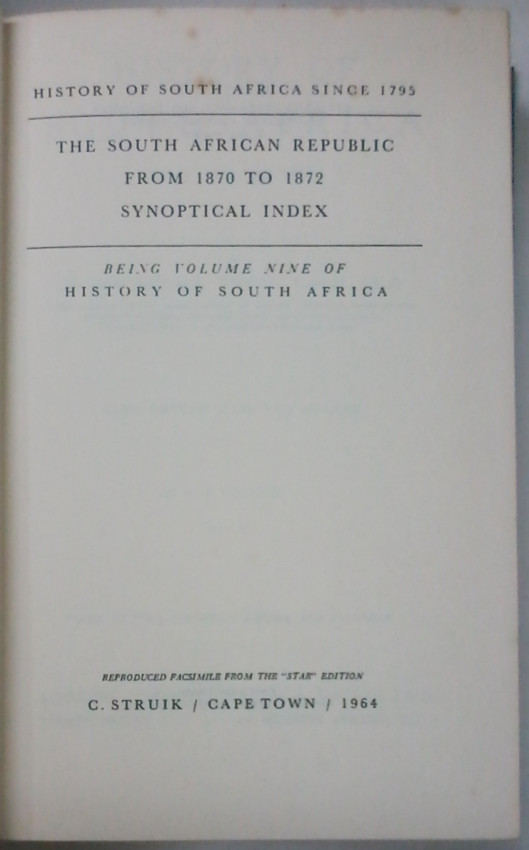 HISTORY OF SOUTH AFRICA SINCE 1795
THE SOUTH AFRICAN REPUBLIC
FROM 1870 TO 1872
SYNOPTICAL INDEX
BEING VOLUME NINE OF
HISTORY OF SOUTH AFRICA
REPRODUCED FACSIMILE FROM THE "STAR" EDITION
C. STRUIK / CAPE TOWN / 1964